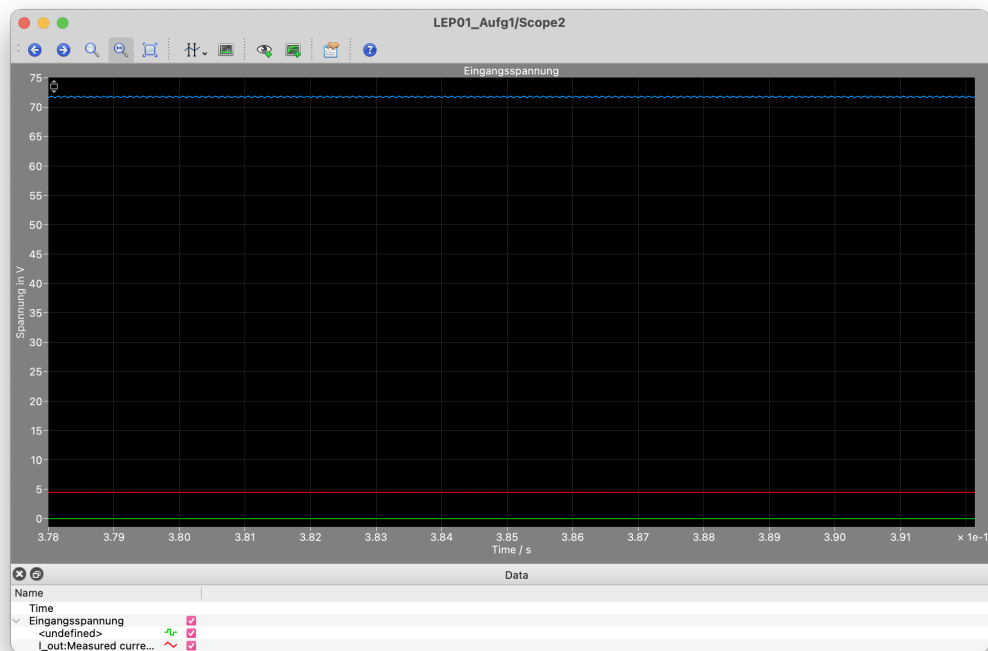 LEP01_Aufg1/Scope2
Eingangsspannung
75
70
65
60
55
50
45
40
35
30
25
20
15
10
5
0
Spannung in V
3.78 3.79 3.80 3.81 3.82 3.83 3.84 3.85 3.86 3.87 3.88 3.89 3.90 3.91 × 1e-1
Time / s
Data
Name
Time
Eingangsspannung
<undefined>
I_out:Measured curre...